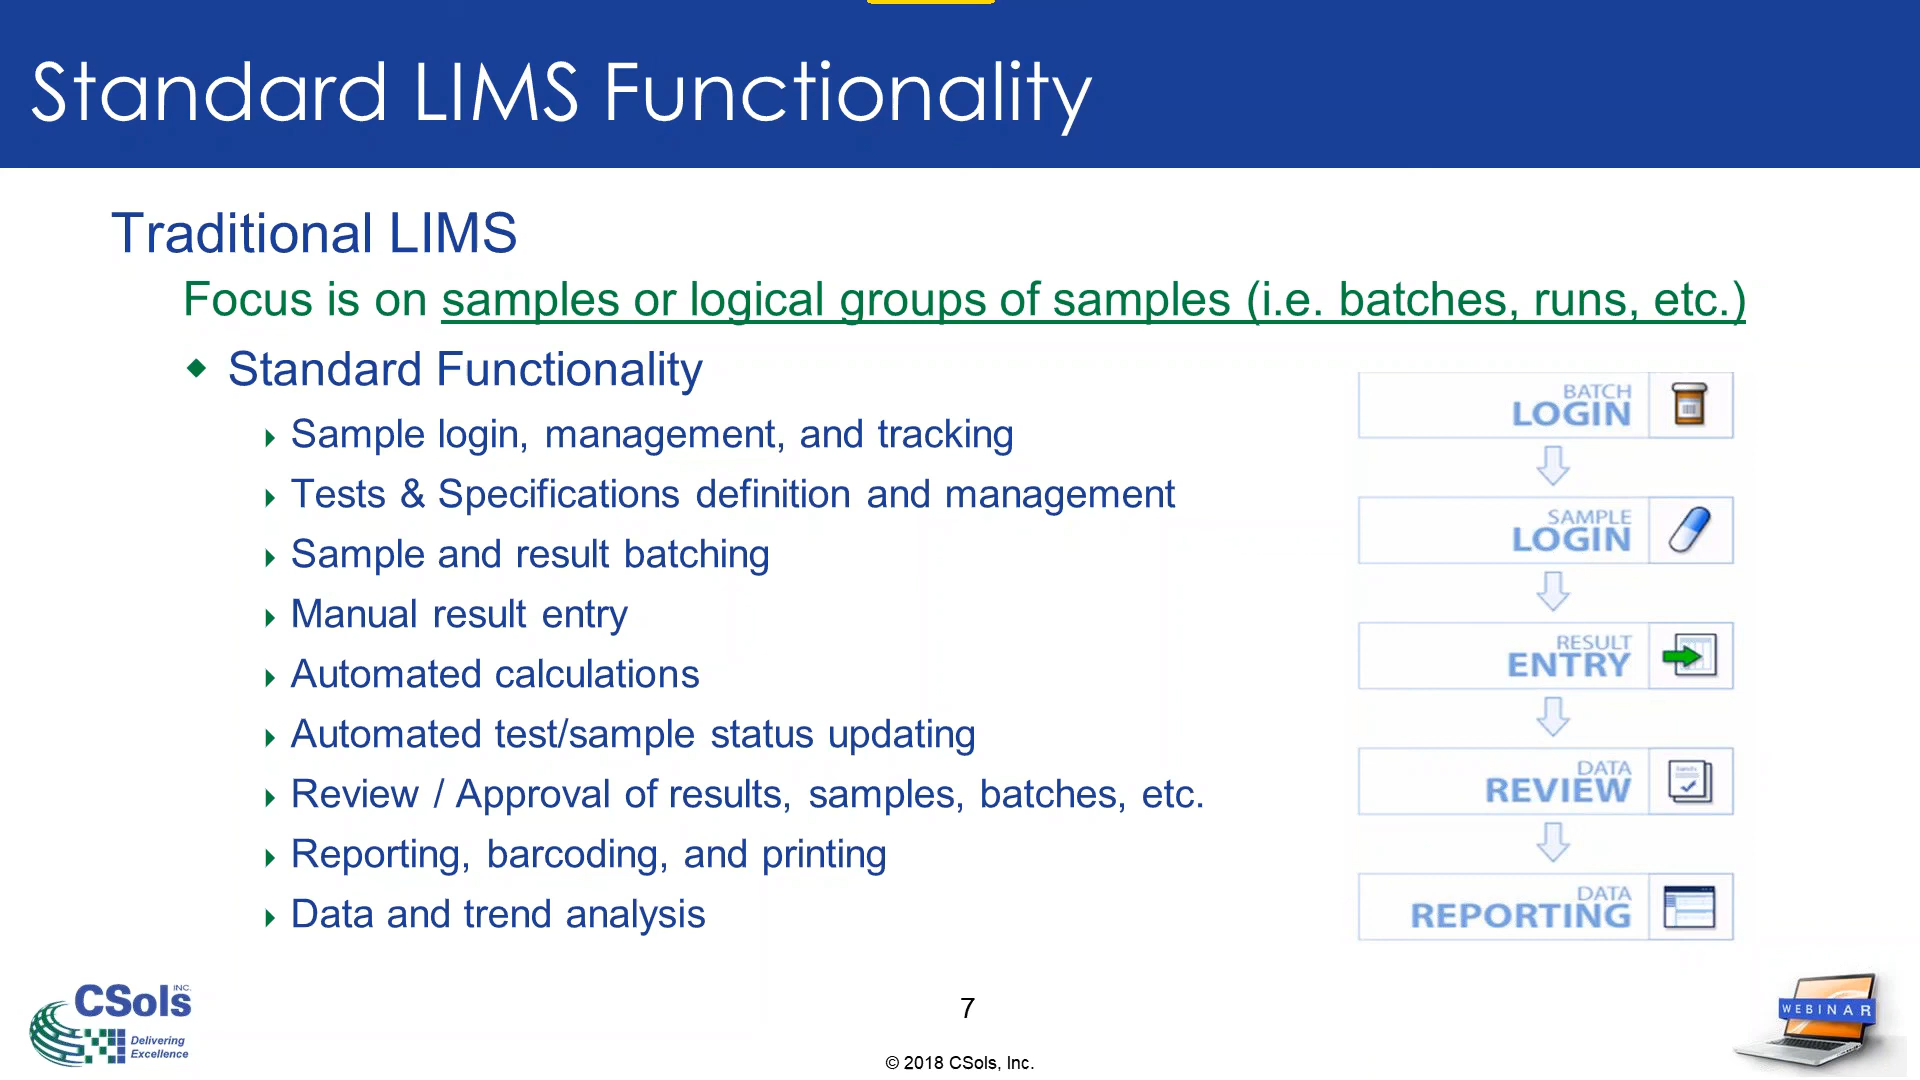 Standard LIMS Functionality
Traditional LIMS
Focus is on samples or logical groups of samples (i.e. batches, runs, etc.)
Standard Functionality
Sample login, management, and tracking
Tests & Specifications definition and management
Sample and result batching
Manual result entry
Automated calculations
Automated test/sample status updating
Review / Approval of results, samples, batches, etc.
Reporting, barcoding, and printing
Data and trend analysis
BATCH
LOGIN
SAMPLE
LOGIN
RESULT
ENTRY
DATA
REVIEW
DATA
REPORTING
CSols INC.
Delivering
Excellence
7
© 2018 CSols, Inc.
WEBINAR